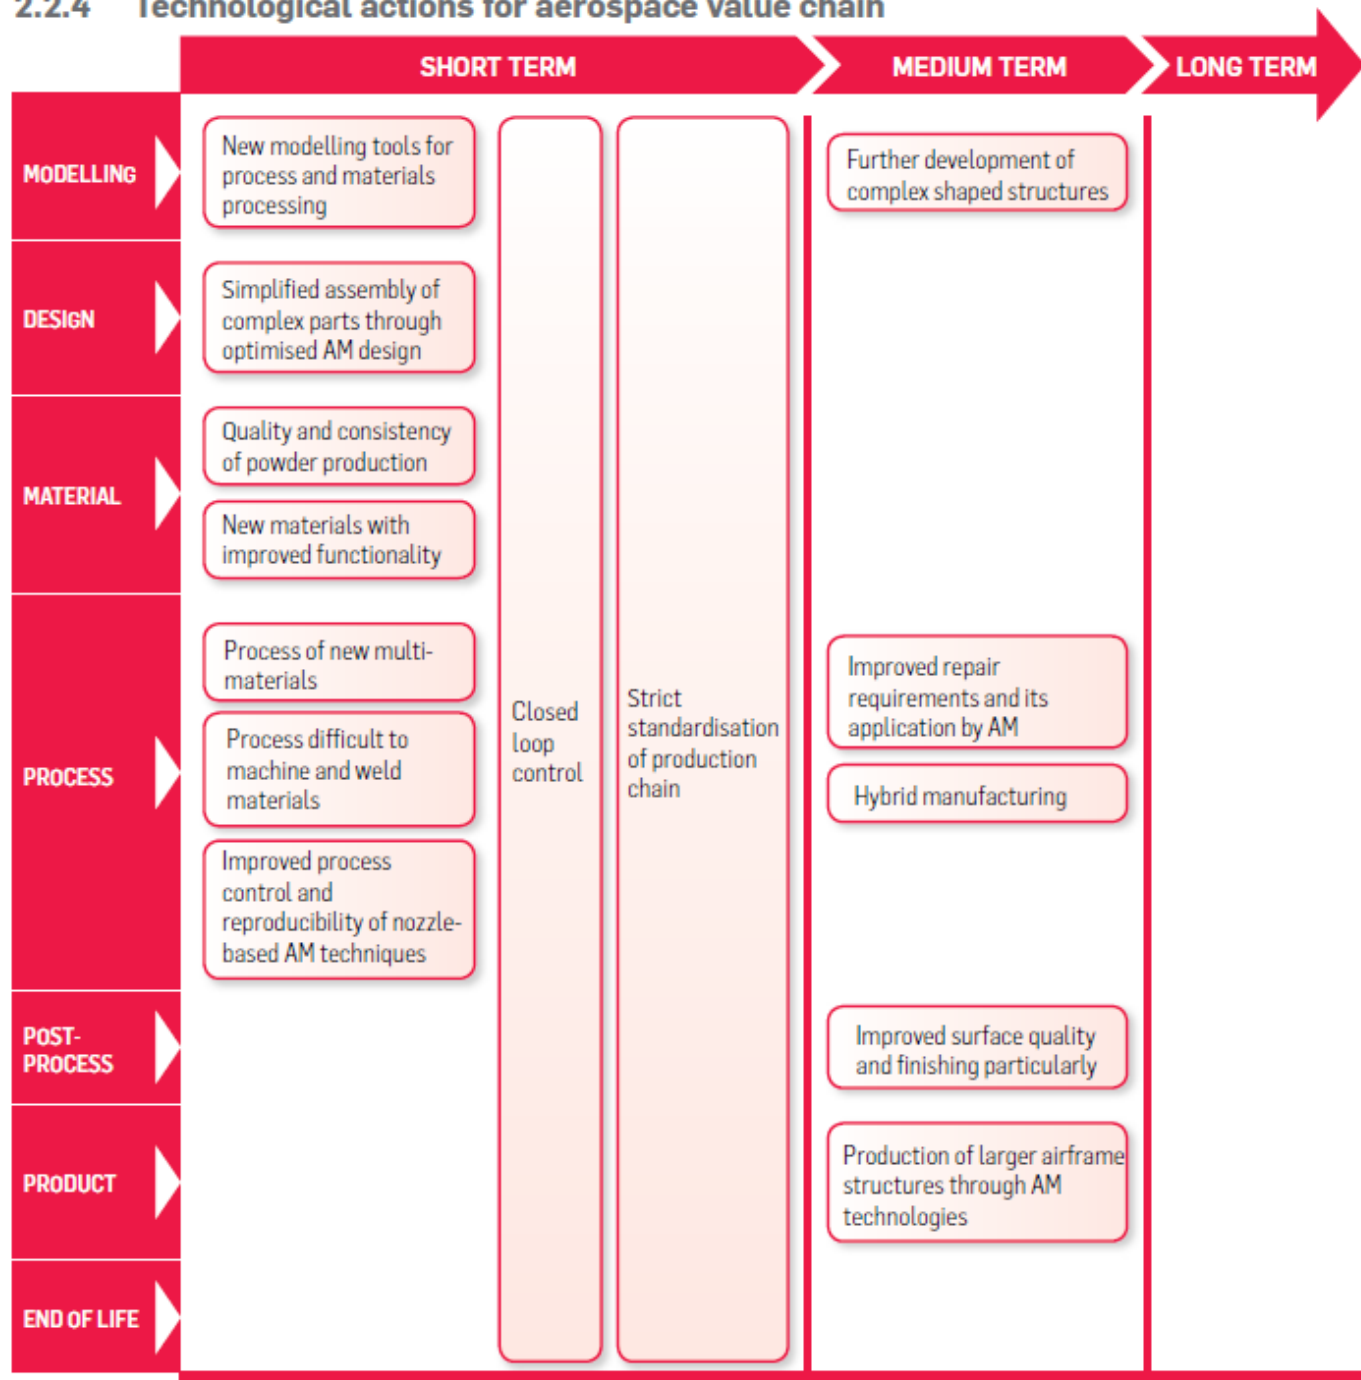 2.2.4 Technological actions for aerospace value chain
SHORT TERM
MEDIUM TERM
LONG TERM
MODELLING
New modelling tools for
process and materials
processing
Further development of
complex shaped structures
DESIGN
Simplified assembly of
complex parts through
optimised AM design
MATERIAL
Quality and consistency
of powder production
New materials with
improved functionality
PROCESS
Process of new multi-
materials
Process difficult to
machine and weld
materials
Improved process
control and
reproducibility of nozzle-
based AM techniques
Closed
loop
control
Strict
standardisation
of production
chain
Improved repair
requirements and its
application by AM
Hybrid manufacturing
POST-
PROCESS
Improved surface quality
and finishing particularly
PRODUCT
Production of larger airframe
structures through AM
technologies
END OF LIFE